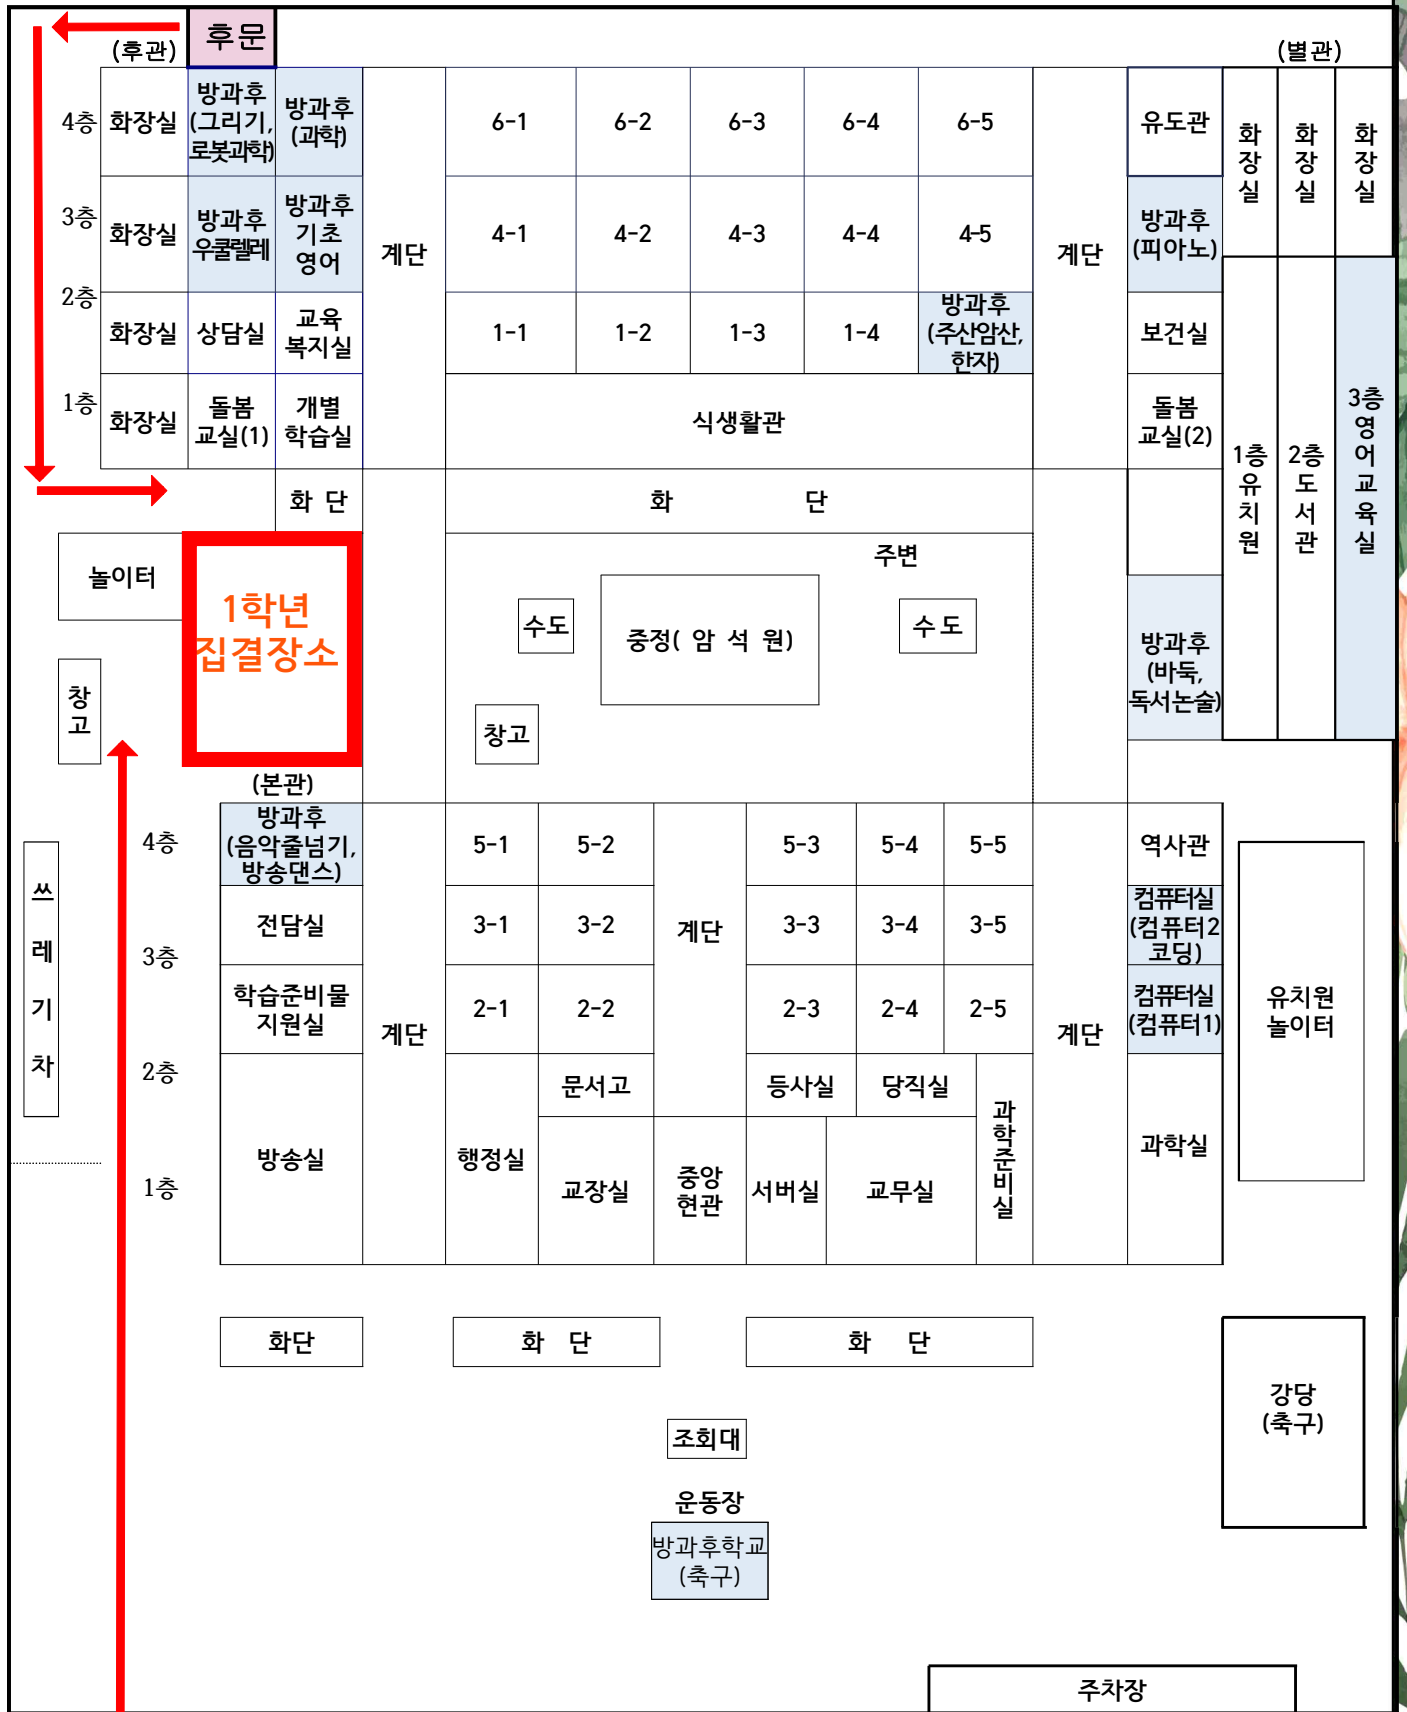 후문
(후관)
(별관)
4층
화장실
방과후
(그리기,
로봇과학)
방과후
(과학)
6-1
6-2
6-3
6-4
6-5
유도관
화장실
화장실
화장실
3층
화장실
방과후
우쿨렐레
방과후
기초
영어
계단
4-1
4-2
4-3
4-4
4-5
계단
방과후
(피아노)
2층
화장실
상담실
교육
복지실
1-1
1-2
1-3
1-4
방과후
(주산암산,
한자)
보건실
1층
화장실
돌봄
교실(1)
개별
학습실
식생활관
돌봄
교실(2)
1층유치원
2층도서관
3층영어교육실
화 단
화 단
놀이터
1학년
집결장소
주변
수도
중정( 암 석 원)
수 도
방과후
(바둑,
독서논술)
창고
창고
(본관)
4층
방과후
(음악줄넘기,
방송댄스)
5-1
5-2
5-3
5-4
5-5
역사관
쓰레기차
3층
전담실
3-1
3-2
계단
3-3
3-4
3-5
컴퓨터실
(컴퓨터2
코딩)
학습준비물
지원실
계단
2-1
2-2
2-3
2-4
2-5
계단
컴퓨터실
(컴퓨터1)
유치원
놀이터
2층
문서고
등사실
당직실
과학준비실
1층
방송실
행정실
교장실
중앙
현관
서버실
교무실
과학실
화단
화 단
화 단
강당
(축구)
조회대
운동장
방과후학교
(축구)
주차장